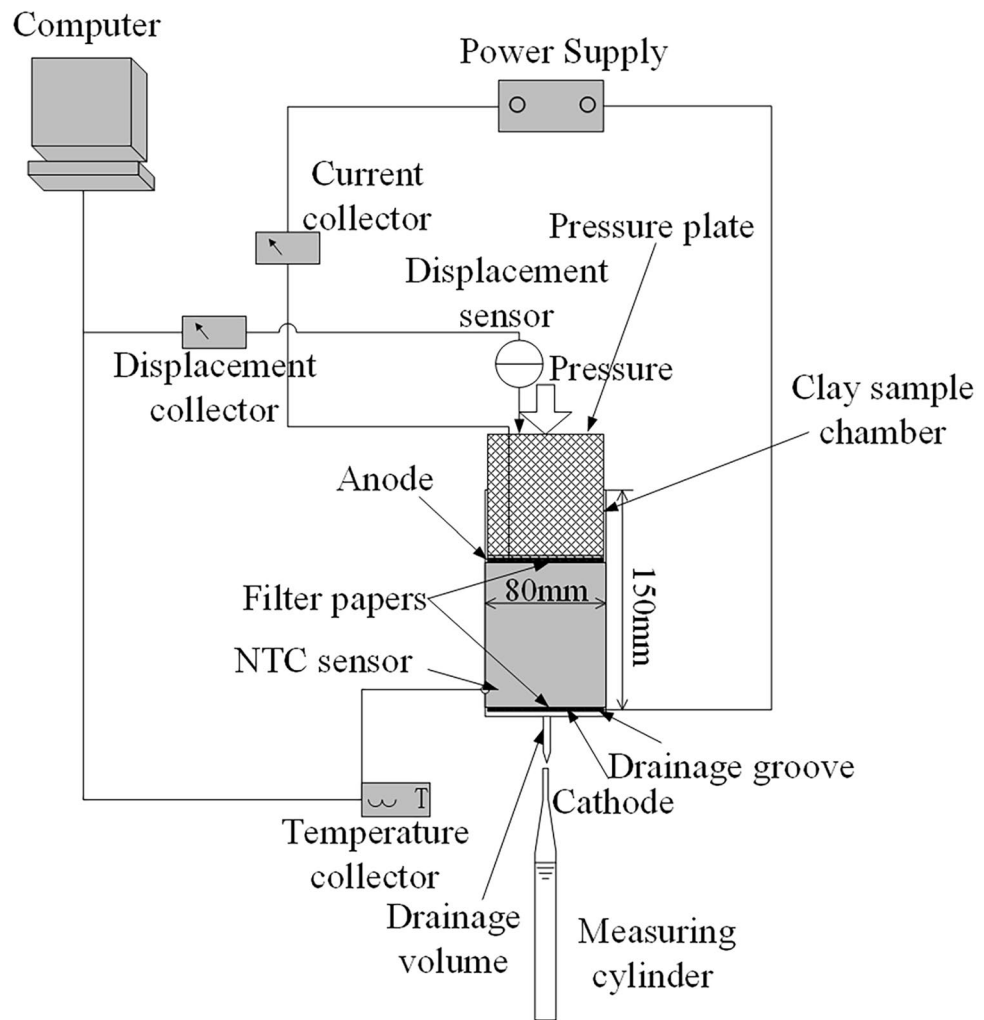 Computer
Power Supply
Current
collector
Pressure plate
Displacement
sensor
Displacement
collector
Pressure
Clay sample
chamber
Anode
80mm
150mm
Filter papers
NTC sensor
Drainage groove
Cathode
T
Temperature
collector
Drainage
volume
Measuring
cylinder